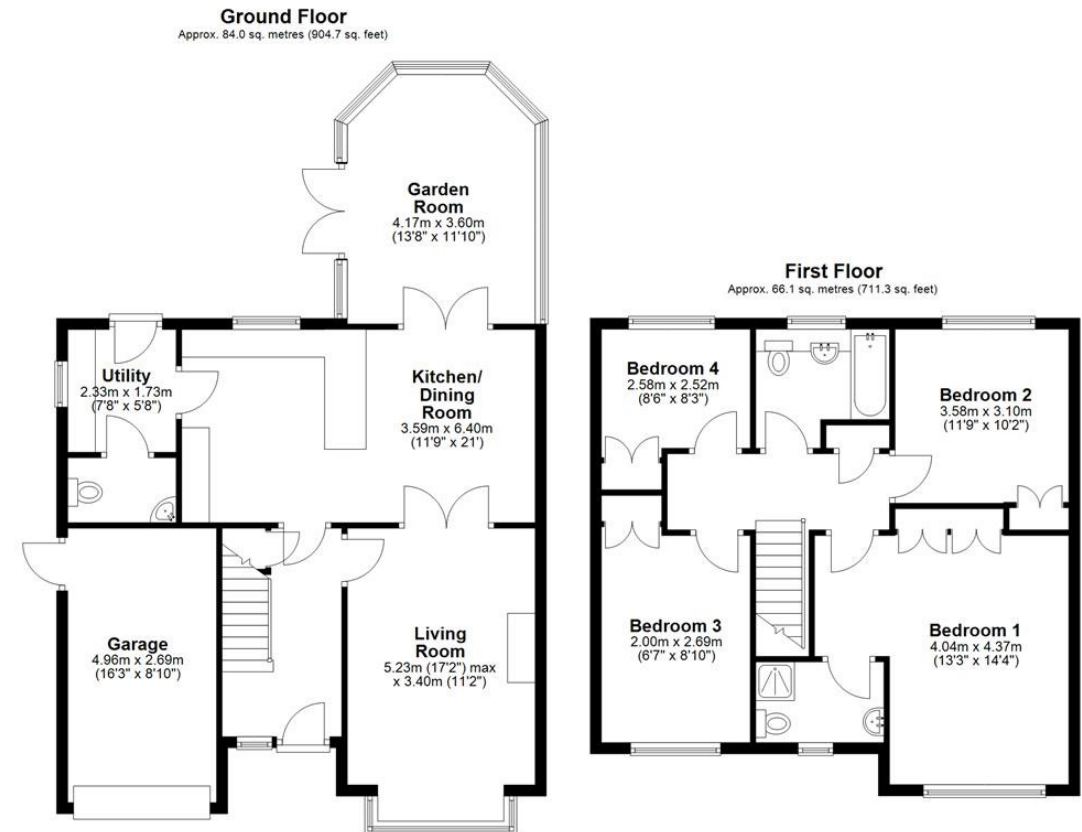 Ground Floor
Approx. 84.0 sq. metres (904.7 sq. feet)
Garden
Room
4.17m x 3.60m
(13'8" x 11'10")
Utility
2.33m x 1.73m
(7'8" x 5'8")
Kitchen/
Dining
Room
3.59m x 6.40m
(11'9" x 21')
Garage
4.96m x 2.69m
(16'3" x 8'10")
Living
Room
5.23m (17'2") max
x 3.40m (11'2")
First Floor
Approx. 66.1 sq. metres (711.3 sq. feet)
Bedroom 4
2.58m x 2.52m
(8'6" x 8'3")
Bedroom 2
3.58m x 3.10m
(11'9" x 10'2")
Bedroom 3
2.00m x 2.69m
(6'7" x 8'10")
Bedroom 1
4.04m x 4.37m
(13'3" x 14'4")